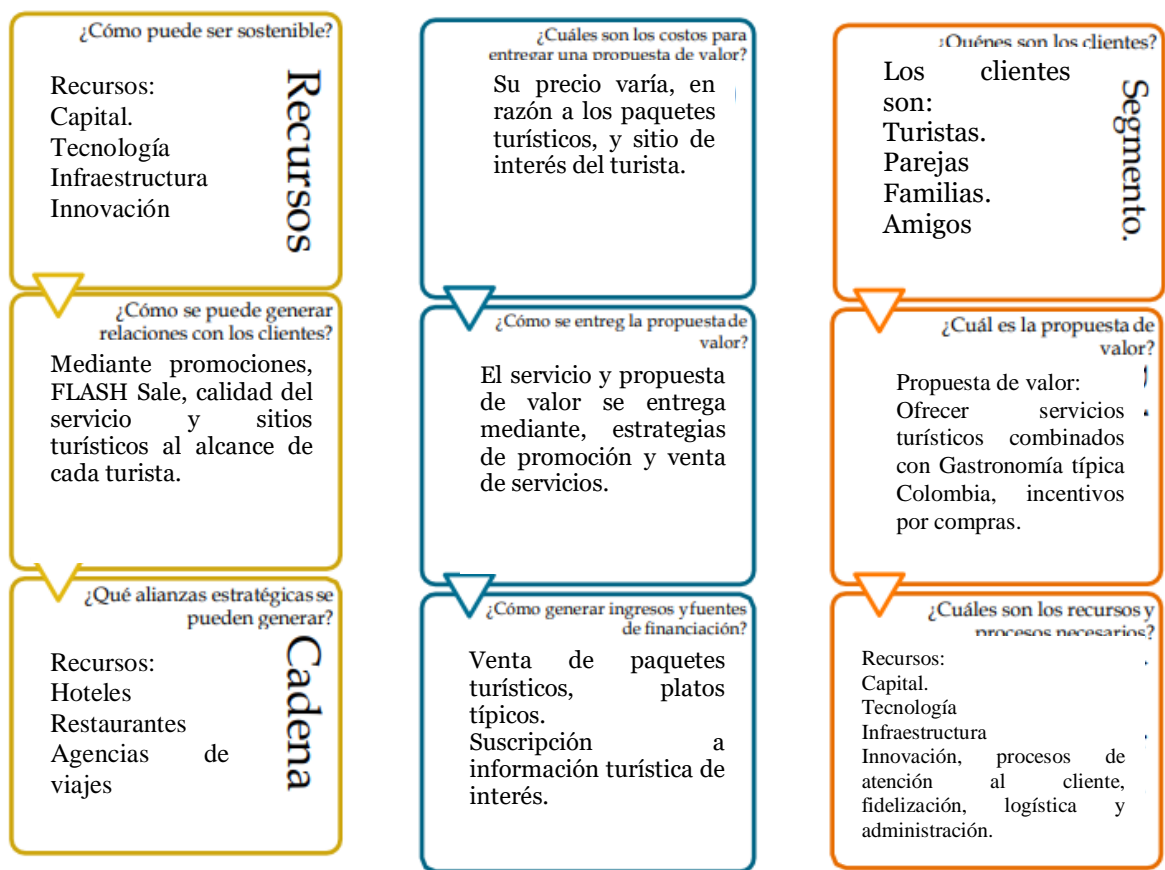 ¿Cómo puede ser sostenible?
Recursos:
Capital.
Tecnología
Infraestructura
Innovación
Recursos
¿Cómo se puede generar
relaciones con los clientes?
Mediante promociones,
FLASH Sale, calidad del
servicio y sitios
turísticos al alcance de
cada turista.
¿Qué alianzas estratégicas se
pueden generar?
Recursos:
Hoteles
Restaurantes
Agencias de
viajes
Cadena
¿Cuáles son los costos para
entregar una propuesta de valor?
Su precio varía, en
razón a los paquetes
turísticos, y sitio de
interés del turista.
¿Cómo se entreg la propuesta de
valor?
El servicio y propuesta
de valor se entrega
mediante, estrategias
de promoción y venta
de servicios.
¿Cómo generar ingresos y fuentes
de financiación?
Venta de paquetes
turísticos, platos
típicos.
Suscripción a
información turística de
interés.
¿Quénes son los clientes?
Los clientes
son:
Turistas.
Parejas
Familias.
Amigos
Segmento.
¿Cuál es la propuesta de
valor?
Propuesta de valor:
Ofrecer servicios
turísticos combinados
con Gastronomía típica
Colombia, incentivos
por compras.
¿Cuáles son los recursos y
procesos necesarios?
Recursos:
Capital.
Tecnología
Infraestructura
Innovación, procesos de
atención al cliente,
fidelización, logística y
administración.